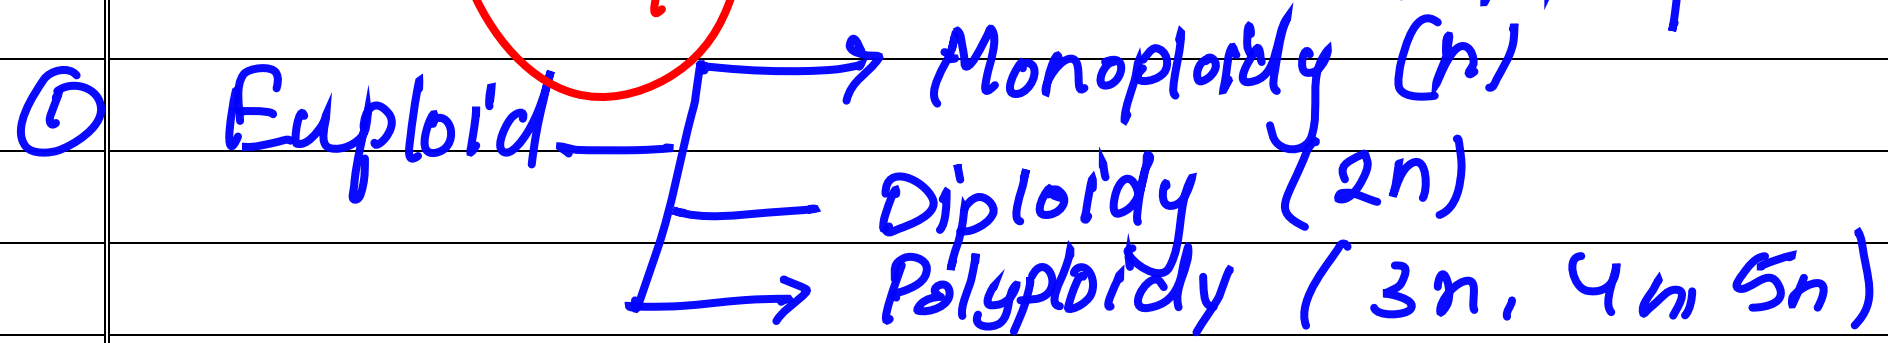 → Monoploidy (n)
① Euploid
Diploidy (2n)
→ Polyploidy (3n, 4n, 5n)